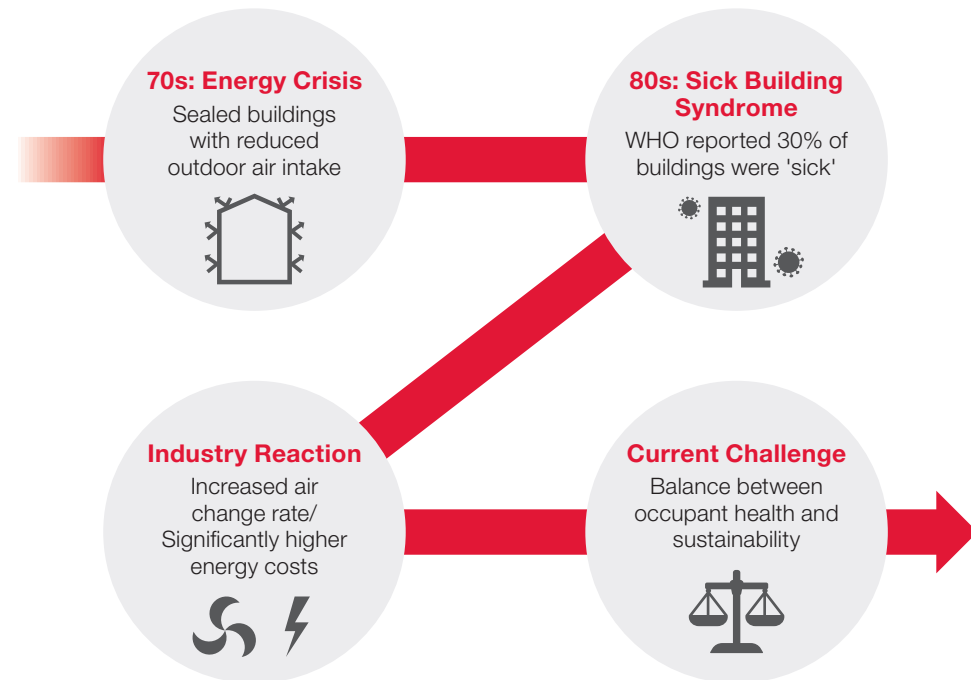 70s: Energy Crisis
Sealed buildings
with reduced
outdoor air intake
80s: Sick Building
Syndrome
WHO reported 30% of
buildings were 'sick'
Industry Reaction
Increased air
change rate/
Significantly higher
energy costs
Current Challenge
Balance between
occupant health and
sustainability